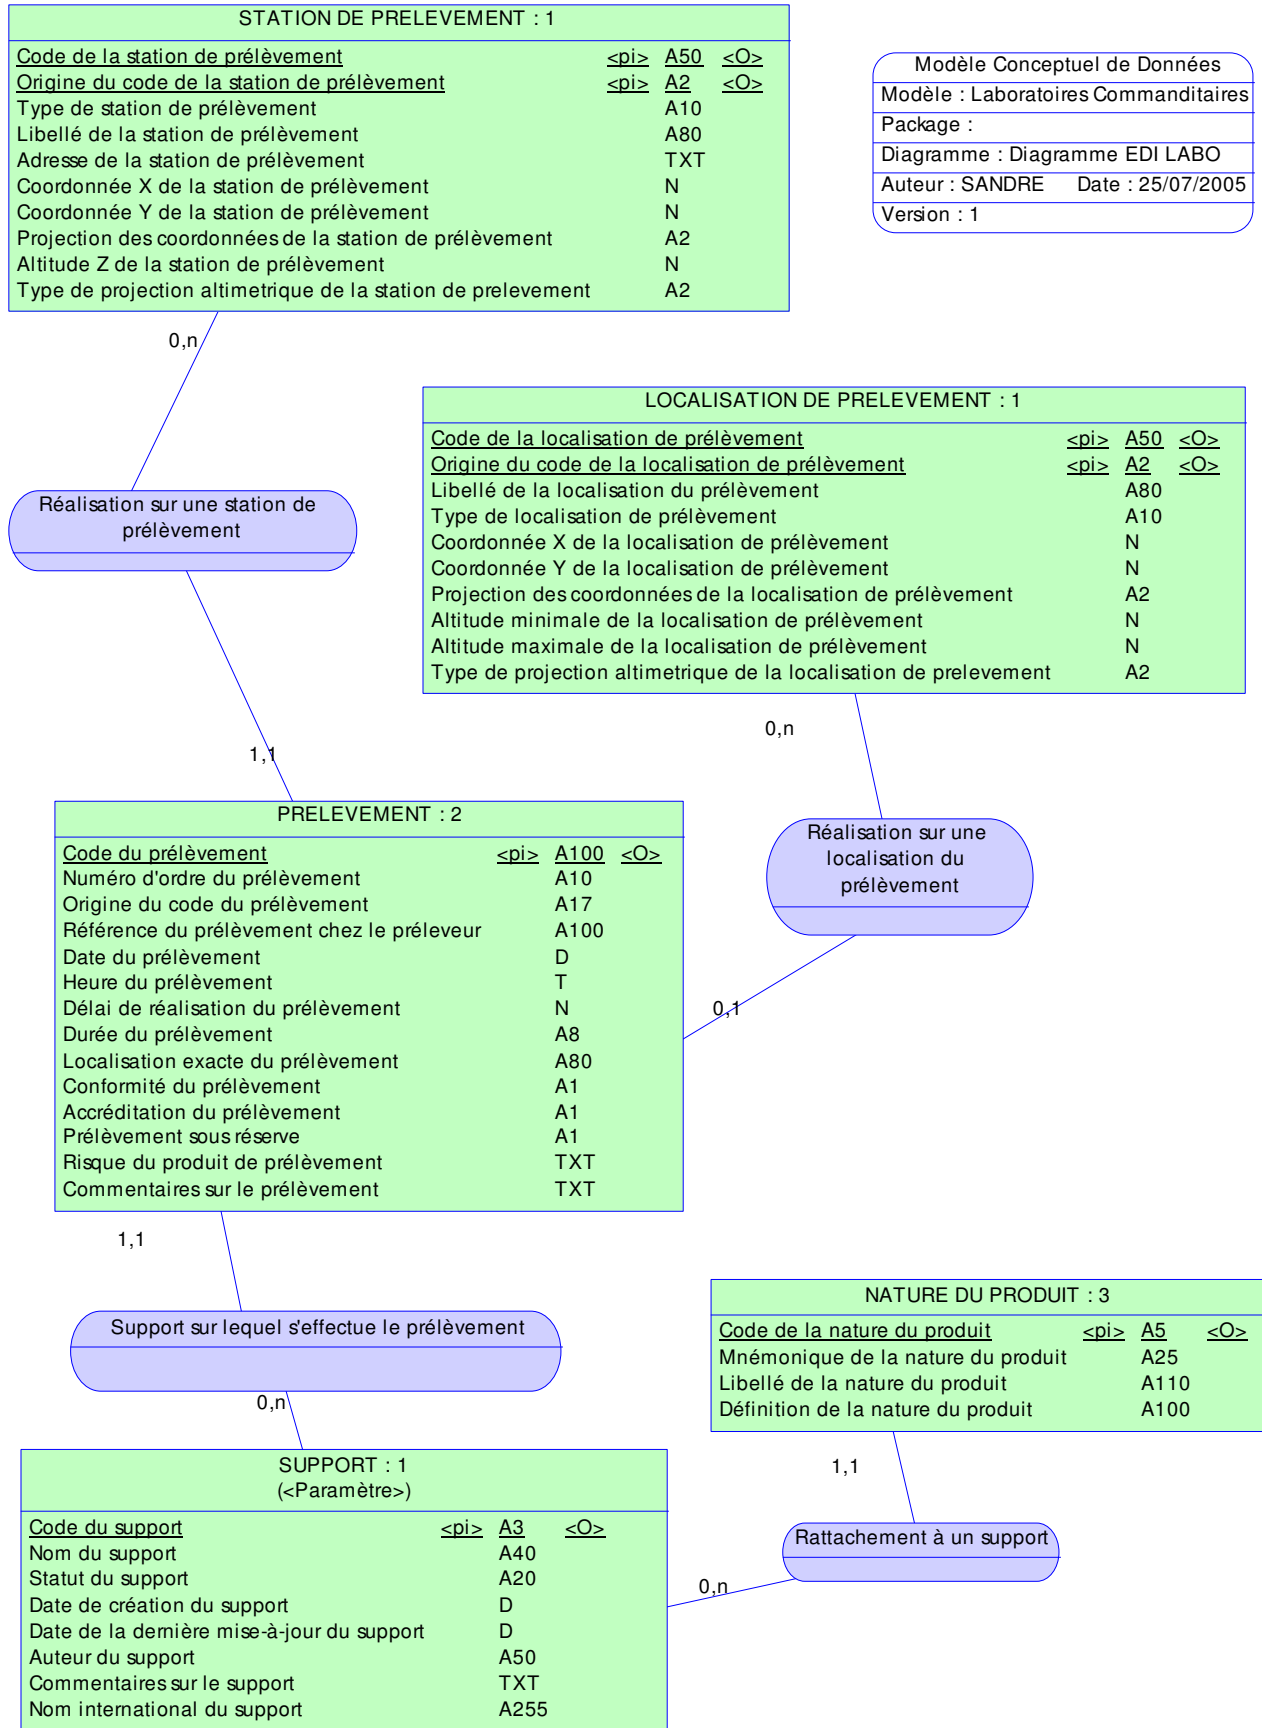 STATION DE PRELEVEMENT : 1
Code de la station de prélèvement <pi> A50 <O>
Origine du code de la station de prélèvement <pi> A2 <O>
Type de station de prélèvement A10
Libellé de la station de prélèvement A80
Adresse de la station de prélèvement TXT
Coordonnée X de la station de prélèvement N
Coordonnée Y de la station de prélèvement N
Projection des coordonnées de la station de prélèvement A2
Altitude Z de la station de prélèvement N
Type de projection altimetrique de la station de prelevement A2
Modèle Conceptuel de Données
Modèle : Laboratoires Commanditaires
Package :
Diagramme : Diagramme EDI LABO
Auteur : SANDRE Date : 25/07/2005
Version : 1
0,n
LOCALISATION DE PRELEVEMENT : 1
Code de la localisation de prélèvement <pi> A50 <O>
Origine du code de la localisation de prélèvement <pi> A2 <O>
Libellé de la localisation du prélèvement A80
Type de localisation de prélèvement A10
Coordonnée X de la localisation de prélèvement N
Coordonnée Y de la localisation de prélèvement N
Projection des coordonnées de la localisation de prélèvement A2
Altitude minimale de la localisation de prélèvement N
Altitude maximale de la localisation de prélèvement N
Type de projection altimetrique de la localisation de prelevement A2
Réalisation sur une station de
prélèvement
0,n
1,1
PRELEVEMENT : 2
Code du prélèvement <pi> A100 <O>
Numéro d'ordre du prélèvement A10
Origine du code du prélèvement A17
Référence du prélèvement chez le préleveur A100
Date du prélèvement D
Heure du prélèvement T
Délai de réalisation du prélèvement N
Durée du prélèvement A8
Localisation exacte du prélèvement A80
Conformité du prélèvement A1
Accréditation du prélèvement A1
Prélèvement sous réserve A1
Risque du produit de prélèvement TXT
Commentaires sur le prélèvement TXT
Réalisation sur une
localisation du
prélèvement
0,1
1,1
Support sur lequel s'effectue le prélèvement
0,n
NATURE DU PRODUIT : 3
Code de la nature du produit <pi> A5 <O>
Mnémonique de la nature du produit A25
Libellé de la nature du produit A110
Définition de la nature du produit A100
1,1
Rattachement à un support
0,n
SUPPORT : 1
(<Paramètre>)
Code du support <pi> A3 <O>
Nom du support A40
Statut du support A20
Date de création du support D
Date de la dernière mise-à-jour du support D
Auteur du support A50
Commentaires sur le support TXT
Nom international du support A255